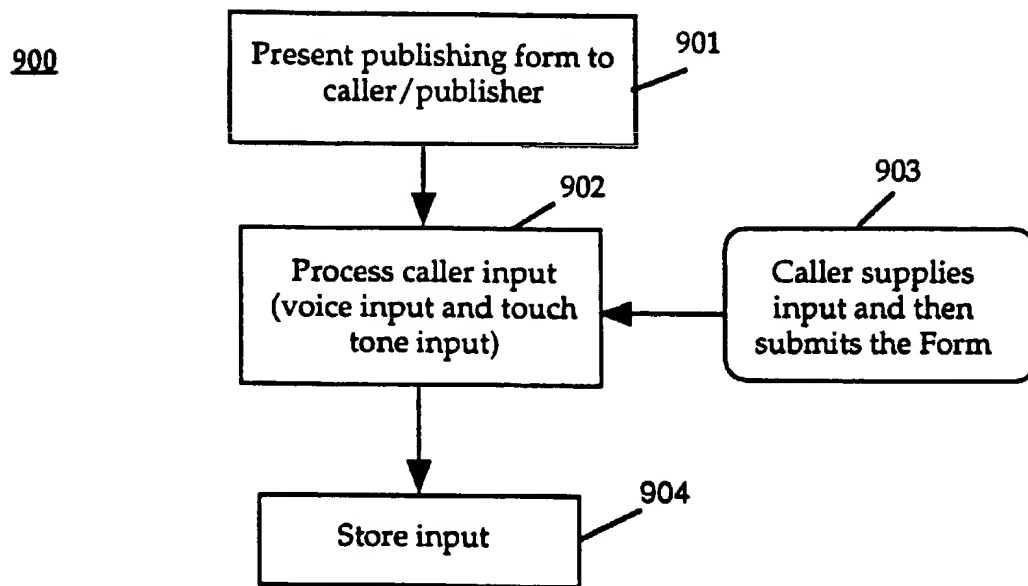 900
Present publishing form to
caller/publisher
901
902
Process caller input
(voice input and touch
tone input)
903
Caller supplies
input and then
submits the Form
Store input
904